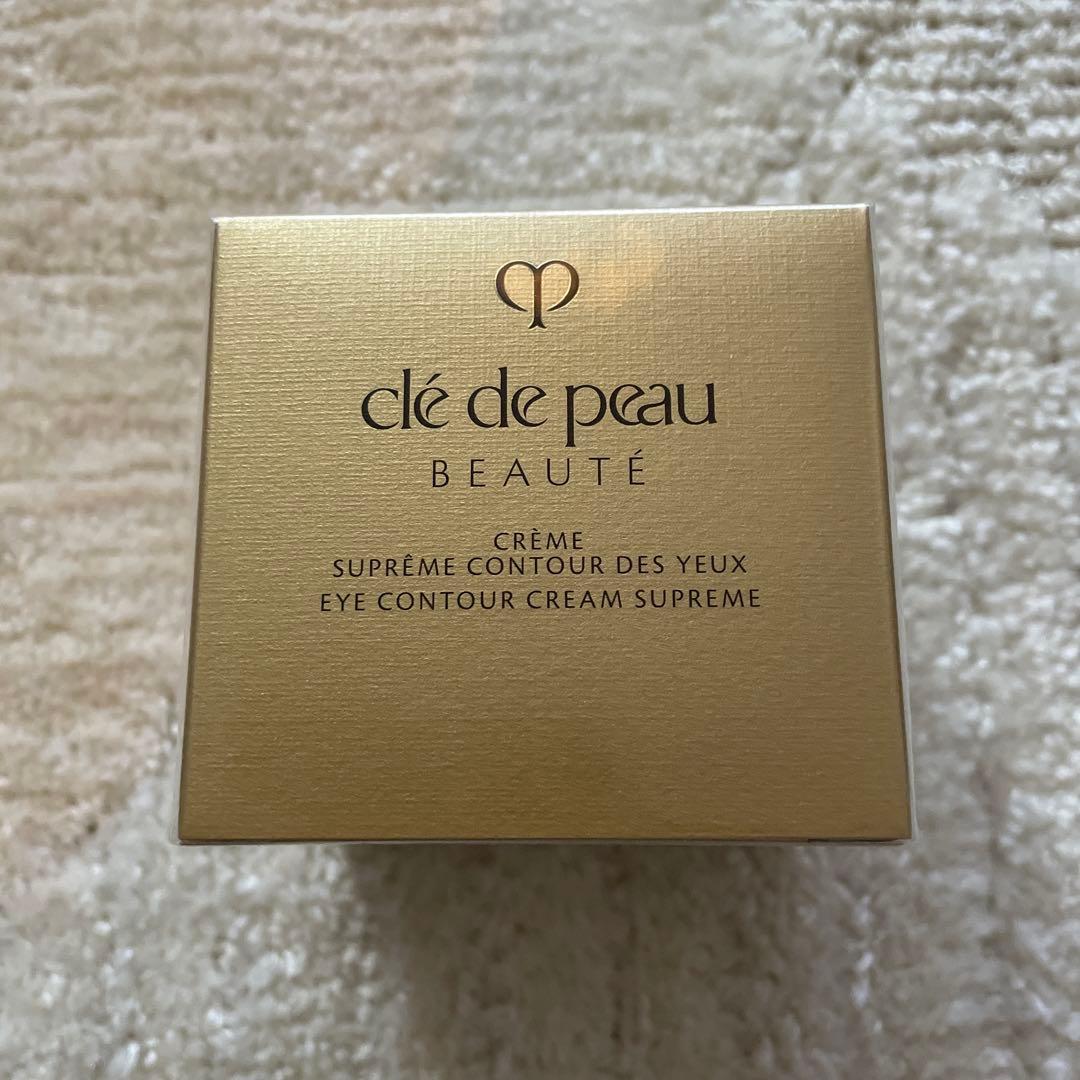 clé de peau
BEAUTÉ
CRÈME
SUPRÊME CONTOUR DES YEUX
EYE CONTOUR CREAM SUPREME